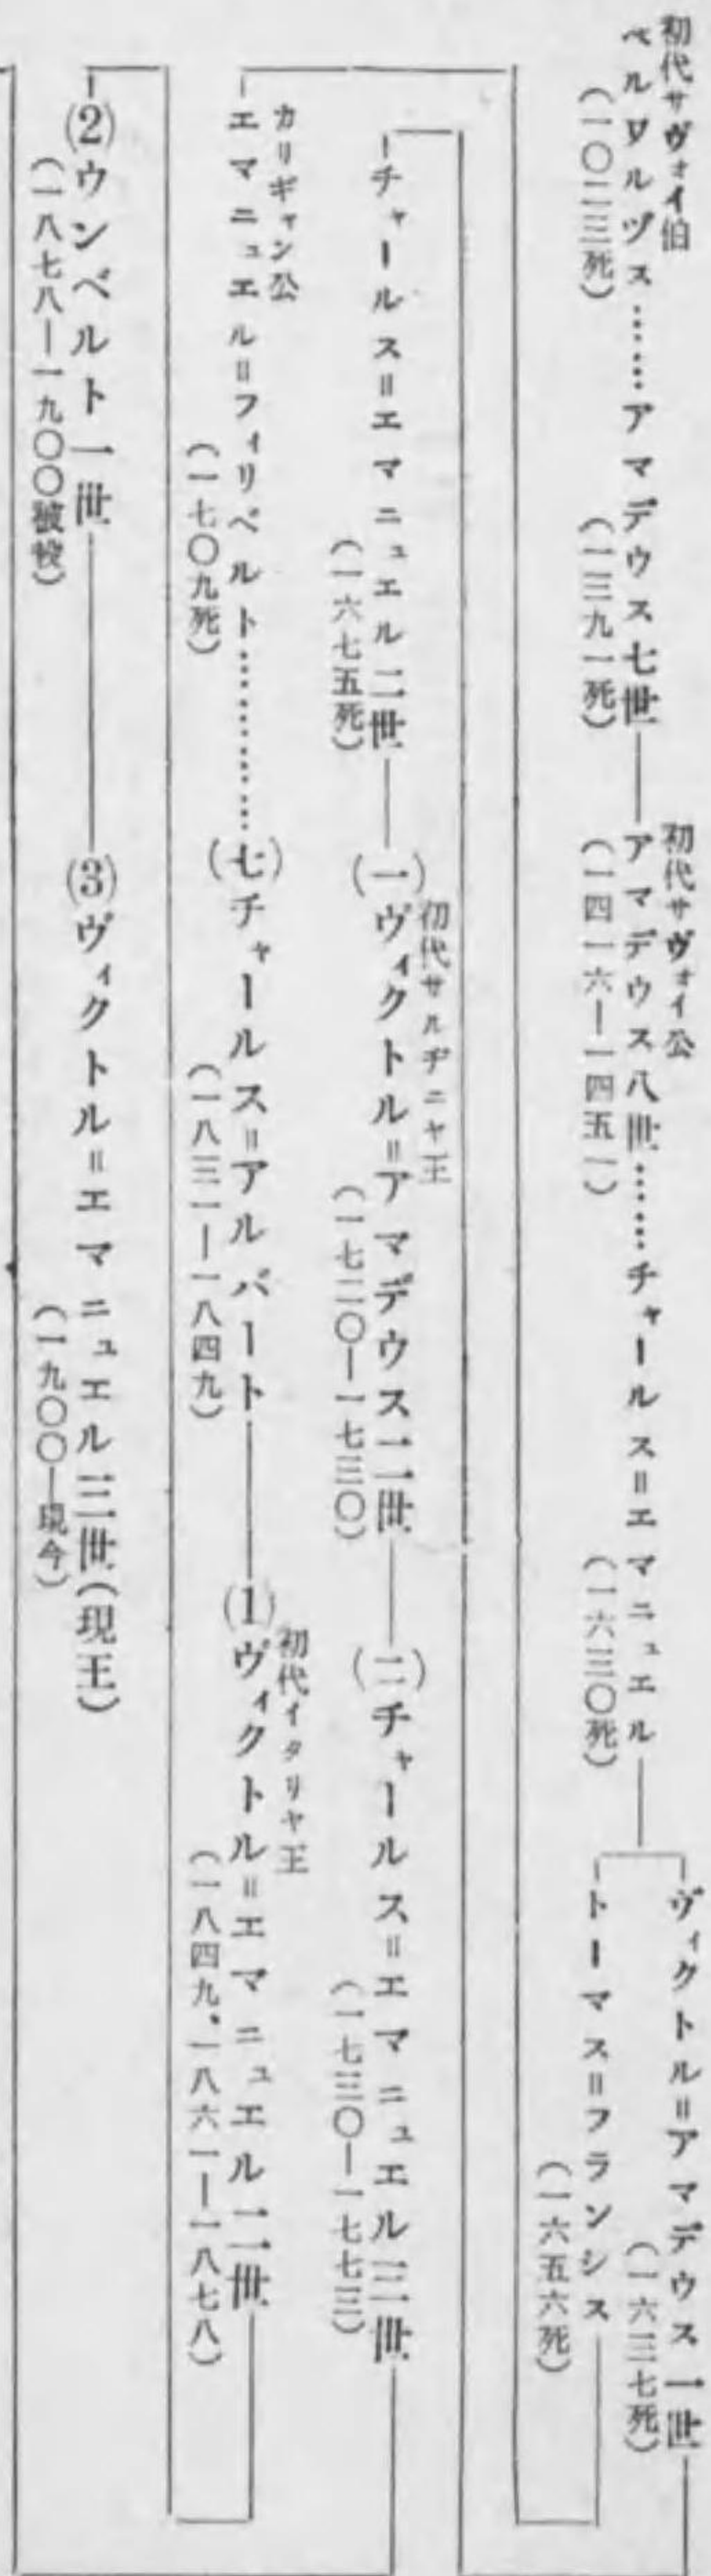 初代サヴォイ伯
ベルワルヅス……アマデウス七世
(一〇二三死)
(一三九一死)
初代サヴォイ公
アマデウス八世……チャールス=エマニュエル
(一四一六—一四五一)
(一六三〇死)
ヴィクトル=アマデウス一世
(一六三七死)
トーマス=フランシス
(一六五六死)
チャールス=エマニュエル二世
(一六七五死)
初代サルヂニヤ王
(一)ヴィクトル=アマデウス二世
(一七二〇—一七三〇)
(二)チャールス=エマニュエル三世
(一七三〇—一七七三)
カリギャン公
エマニュエル=フィリベルト…………
(一七〇九死)
(七)チャールス=アルバート
(一八三一—一八四九)
初代イタリヤ王
(1)ヴィクトル=エマニュエル二世
(一八四九、一八六一—一八七八)
(2)ウンベルト一世
(一八七八—一九〇〇被弑)
(3)ヴィクトル=エマニュエル三世(現王)
(一九〇〇—現今)